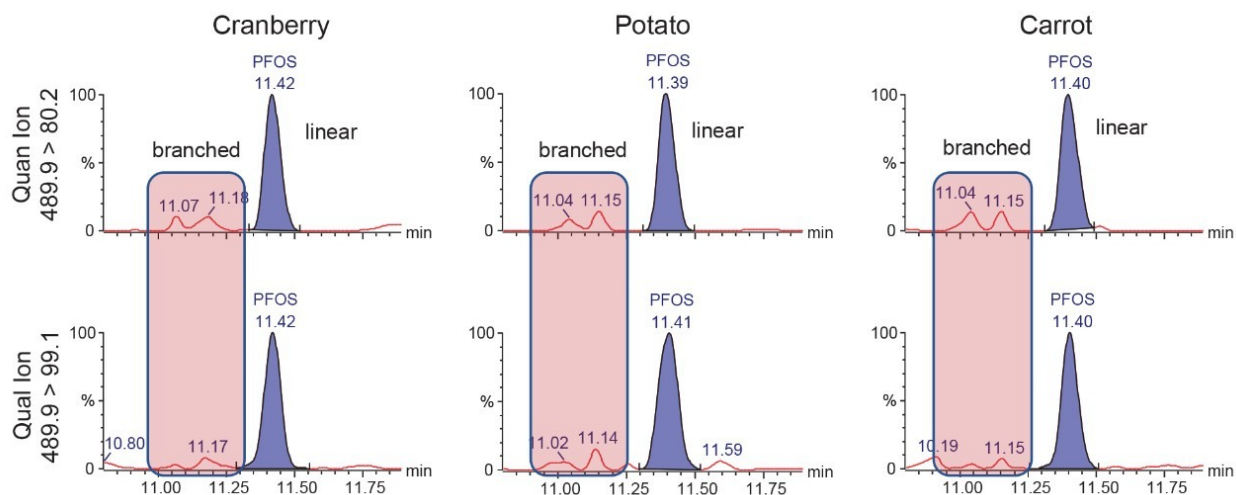 Cranberry
Potato
Carrot
Quan Ion
489.9 > 80.2
PFOS
11.42
100
%
0
branched
linear
11.07
11.18
min
PFOS
11.39
100
%
0
branched
linear
11.04
11.15
min
PFOS
11.40
100
%
0
branched
linear
11.04
11.15
min
Qual Ion
489.9 > 99.1
PFOS
11.42
100
%
0
10.80
11.17
min
11.00 11.25 11.50 11.75
PFOS
11.41
100
%
0
11.02
11.14
11.59
min
11.00 11.25 11.50 11.75
PFOS
11.40
100
%
0
10.19
11.15
min
11.00 11.25 11.50 11.75